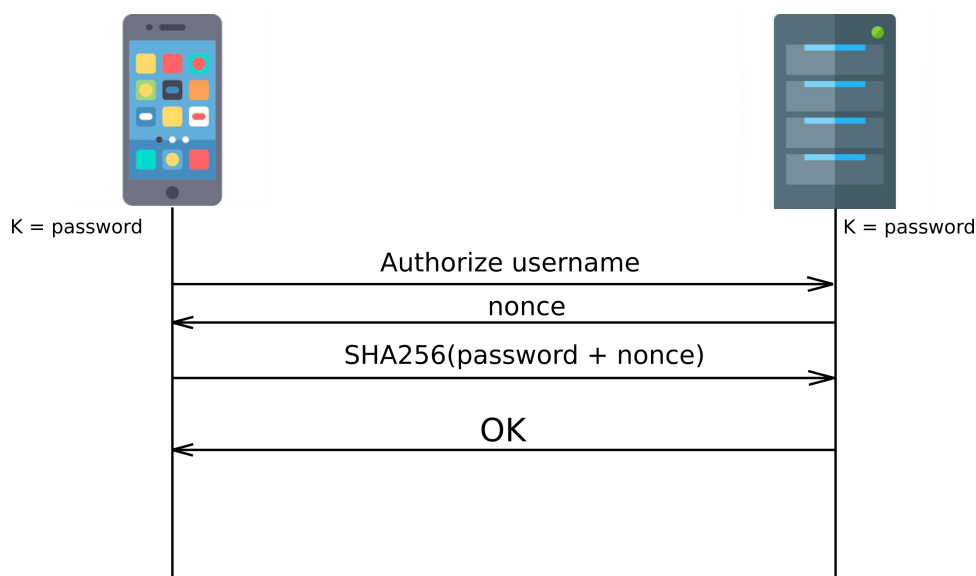 K = password
K = password
Authorize username
nonce
SHA256(password + nonce)
OK